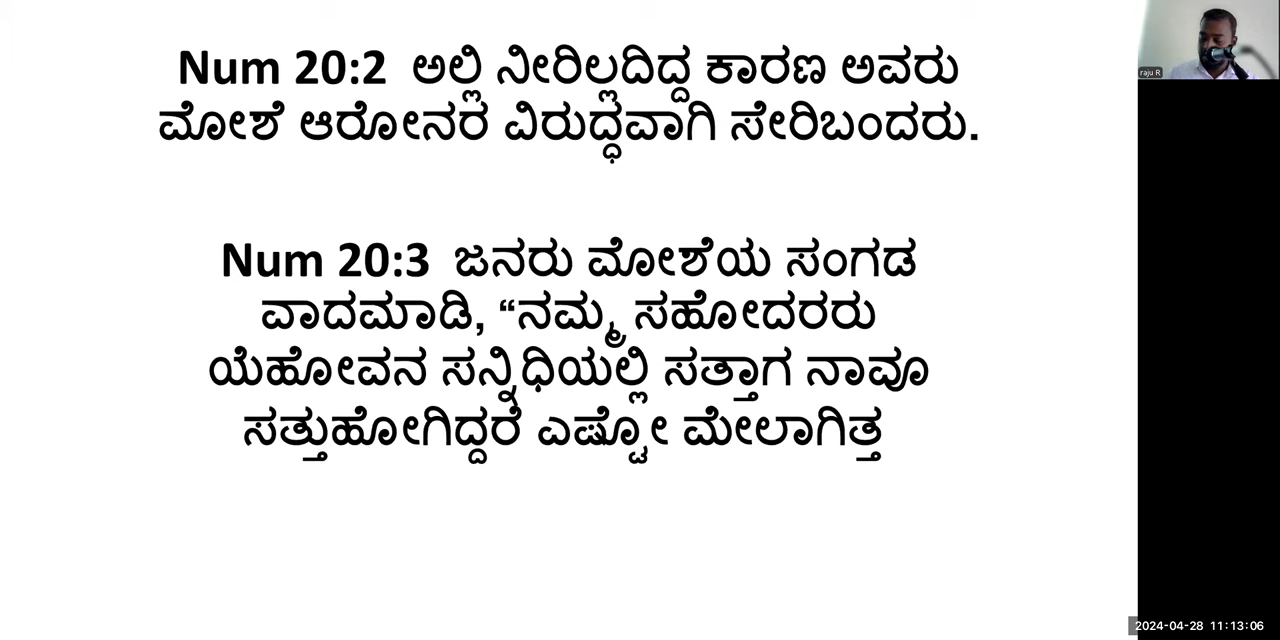 Num 20:2 ಅಲ್ಲಿ ನೀರಿಲ್ಲದಿದ್ದ ಕಾರಣ ಅವರು
ಮೋಶೆ ಆರೋನರ ವಿರುದ್ಧವಾಗಿ ಸೇರಿಬಂದರು.
Num 20:3 ಜನರು ಮೋಶೆಯ ಸಂಗಡ
ವಾದಮಾಡಿ, “ನಮ್ಮ ಸಹೋದರರು
ಯೆಹೋವನ ಸನ್ನಿಧಿಯಲ್ಲಿ ಸತ್ತಾಗ ನಾವೂ
ಸತ್ತುಹೋಗಿದ್ದರೆ ಎಷ್ಟೋ ಮೇಲಾಗಿತ್ತ
raju R
2024-04-28 11:13:06